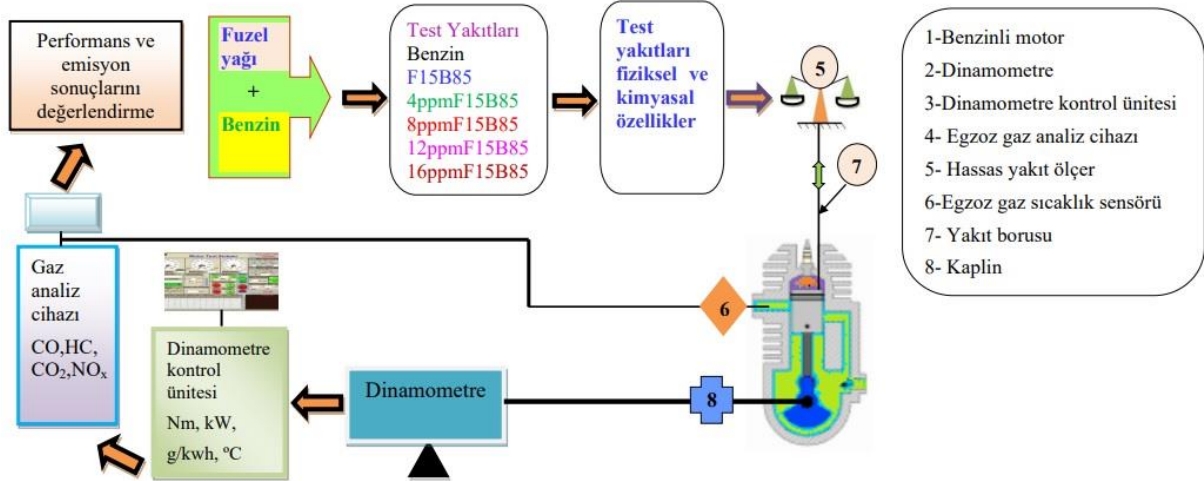 Performans ve
emisyon
sonuçlarını
değerlendirme
Fuzel
yağı
+
Benzin
Test Yakıtları
Benzin
F15B85
4ppmF15B85
8ppmF15B85
12ppmF15B85
16ppmF15B85
Test
yakıtları
fiziksel ve
kimyasal
özellikler
5
7
1-Benzinli motor
2-Dinamometre
3-Dinamometre kontrol ünitesi
4- Egzoz gaz analiz cihazı
5- Hassas yakıt ölçer
6-Egzoz gaz sıcaklık sensörü
7- Yakıt borusu
8- Kaplin
Gaz
analiz
cihazı
CO,HC,
CO₂,NOₓ
Dinamometre
kontrol
ünitesi
Nm, kW,
g/kwh, ºC
Dinamometre
6
8